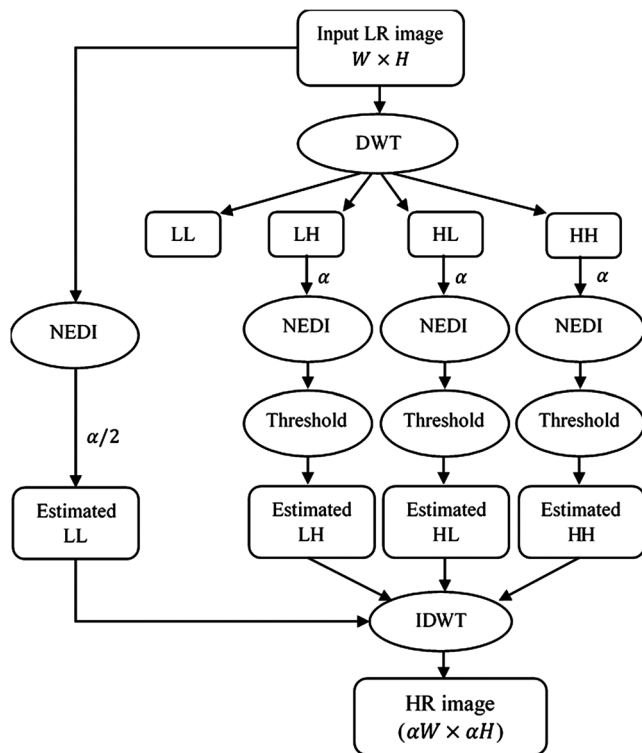 Input LR image
W × H
DWT
LL
LH
HL
HH
α
α
α
NEDI
NEDI
NEDI
NEDI
Threshold
Threshold
Threshold
α/2
Estimated
LL
Estimated
LH
Estimated
HL
Estimated
HH
IDWT
HR image
(αW × αH)